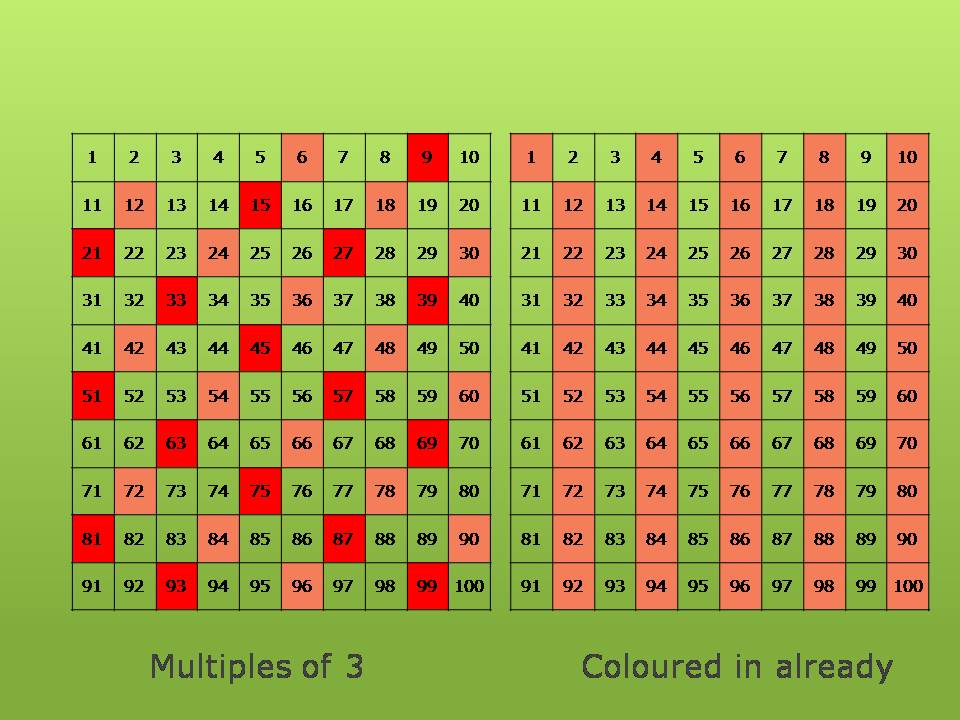 1 2 3 4 5 6 7 8 9 10 1 2 3 4 5 6 7 8 9 10
11 12 13 14 15 16 17 18 19 20 11 12 13 14 15 16 17 18 19 20
21 22 23 24 25 26 27 28 29 30 21 22 23 24 25 26 27 28 29 30
31 32 33 34 35 36 37 38 39 40 31 32 33 34 35 36 37 38 39 40
41 42 43 44 45 46 47 48 49 50 41 42 43 44 45 46 47 48 49 50
51 52 53 54 55 56 57 58 59 60 51 52 53 54 55 56 57 58 59 60
61 62 63 64 65 66 67 68 69 70 61 62 63 64 65 66 67 68 69 70
71 72 73 74 75 76 77 78 79 80 71 72 73 74 75 76 77 78 79 80
81 82 83 84 85 86 87 88 89 90 81 82 83 84 85 86 87 88 89 90
91 92 93 94 95 96 97 98 99 100 91 92 93 94 95 96 97 98 99 100
Multiples of 3 Coloured in already